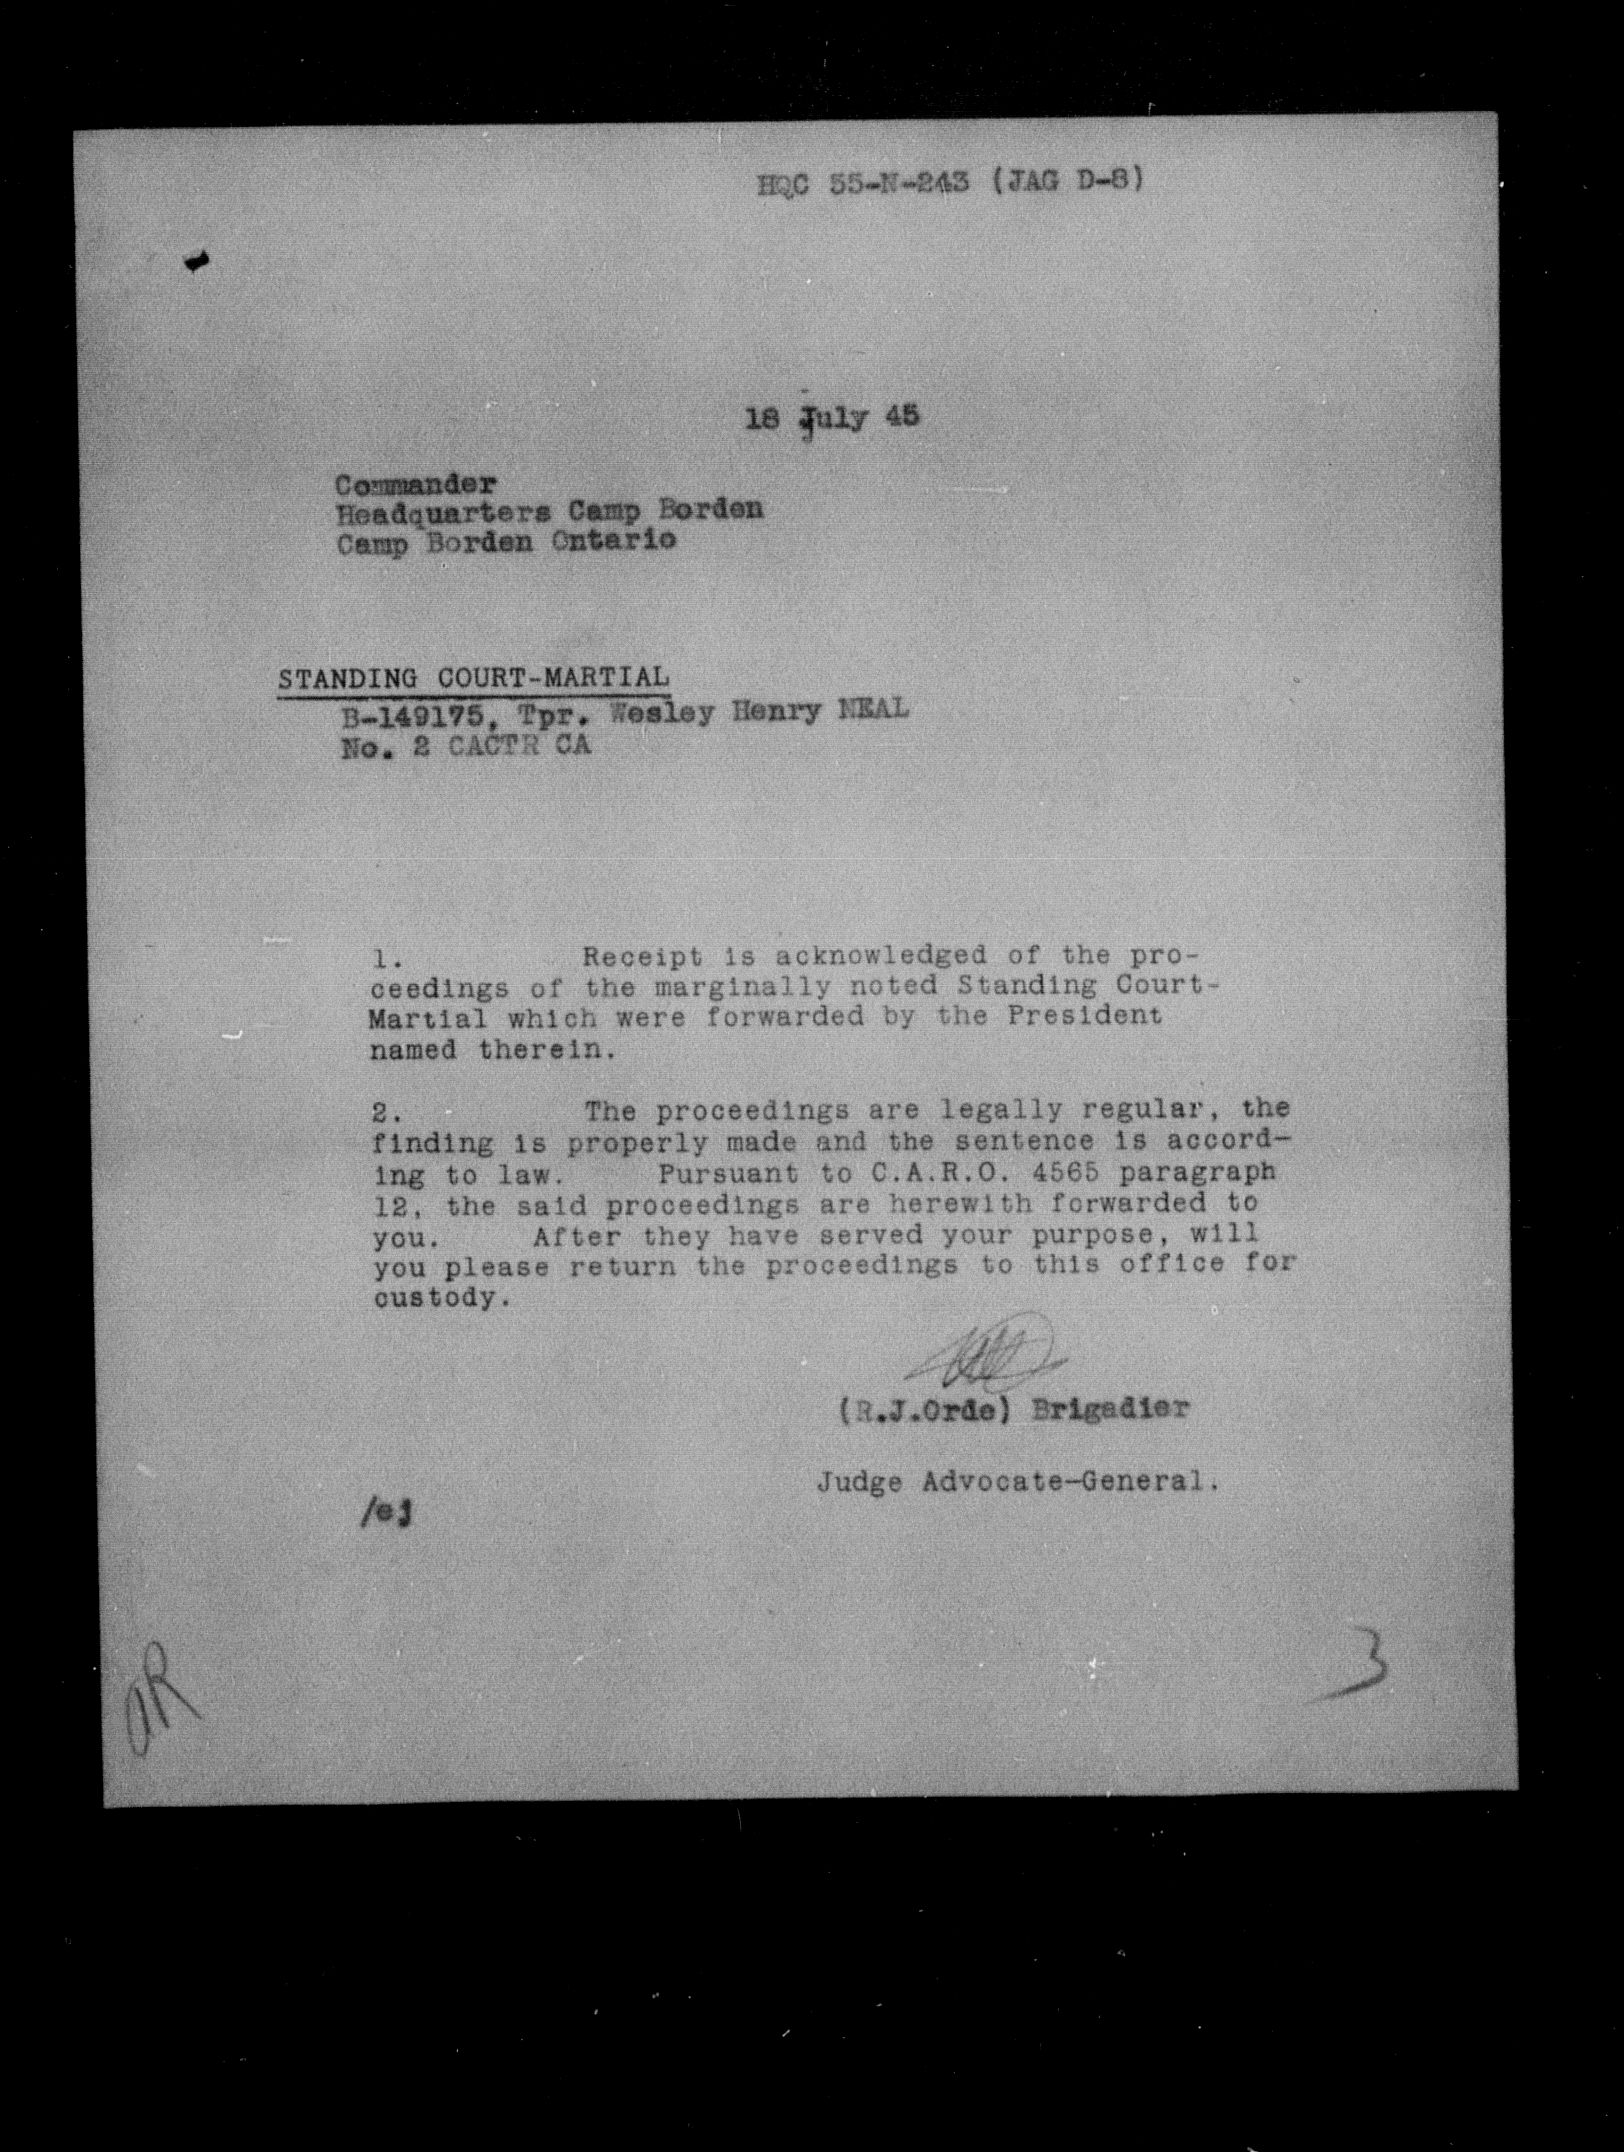 HQC 55-N-243 (JAG D-8)
18 July 45
Commander
Headquarters Camp Borden
Camp Borden Ontario
STANDING COURT-MARTIAL
B-149175, Tpr. Wesley Henry NEAL
No. 2 CACTR CA
1. Receipt is acknowledged of the pro-
ceedings of the marginally noted Standing Court-
Martial which were forwarded by the President
named therein.
2. The proceedings are legally regular, the
finding is properly made and the sentence is accord-
ing to law. Pursuant to C.A.R.O. 4565 paragraph
12, the said proceedings are herewith forwarded to
you. After they have served your purpose, will
you please return the proceedings to this office for
custody.
(R.J.Orde) Brigadier
Judge Advocate-General.
/ej
3